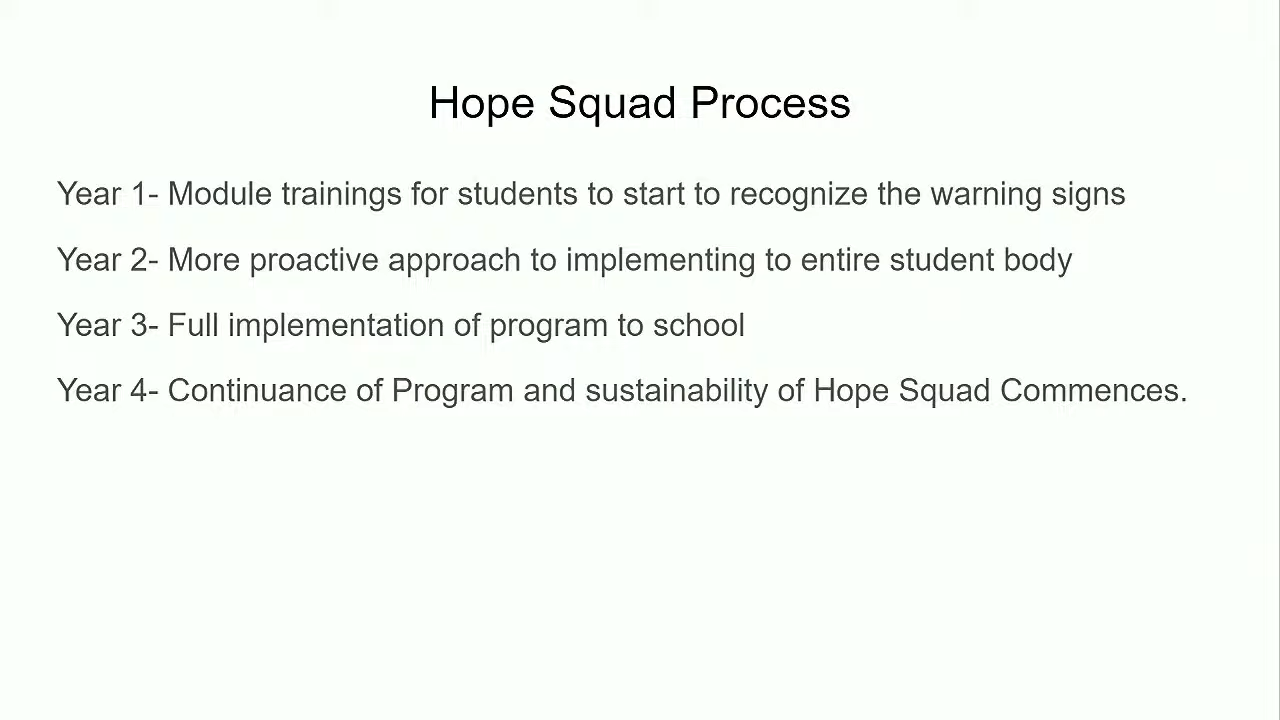 Hope Squad Process
Year 1- Module trainings for students to start to recognize the warning signs
Year 2- More proactive approach to implementing to entire student body
Year 3- Full implementation of program to school
Year 4- Continuance of Program and sustainability of Hope Squad Commences.